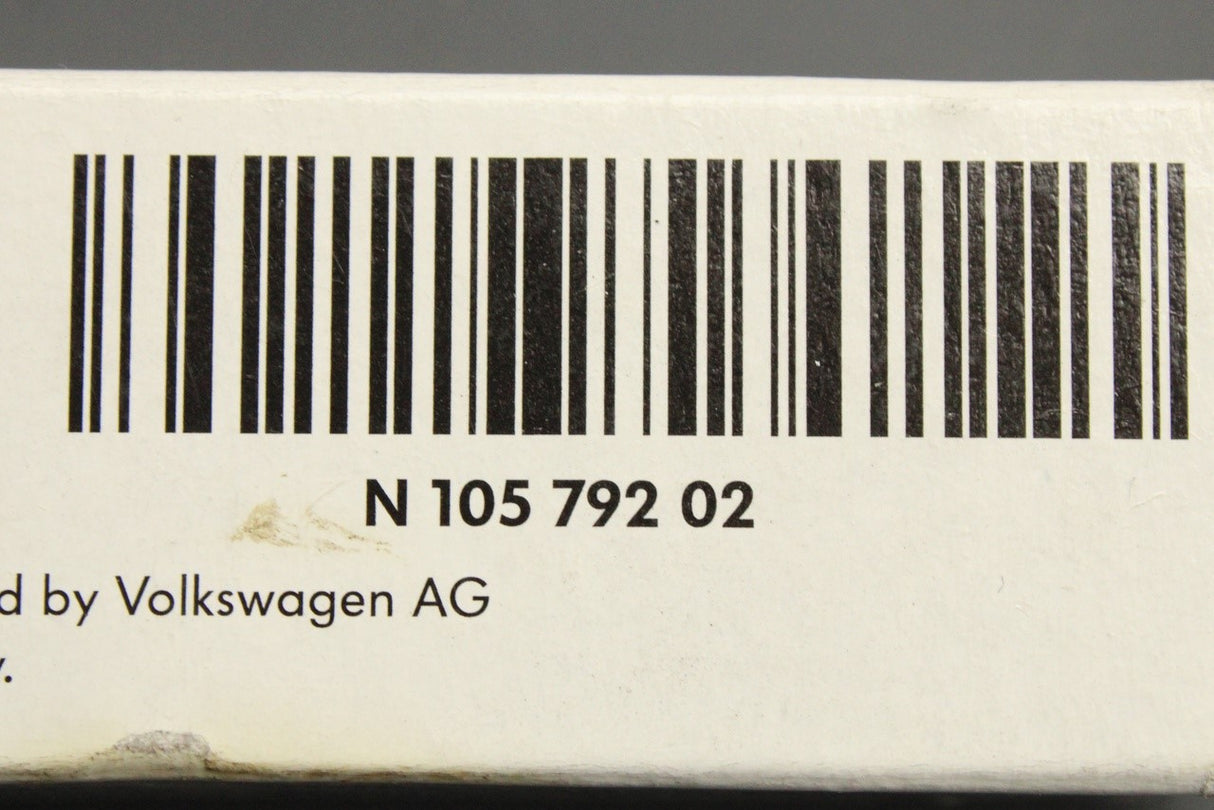 N 105 792 02
d by Volkswagen AG
y.